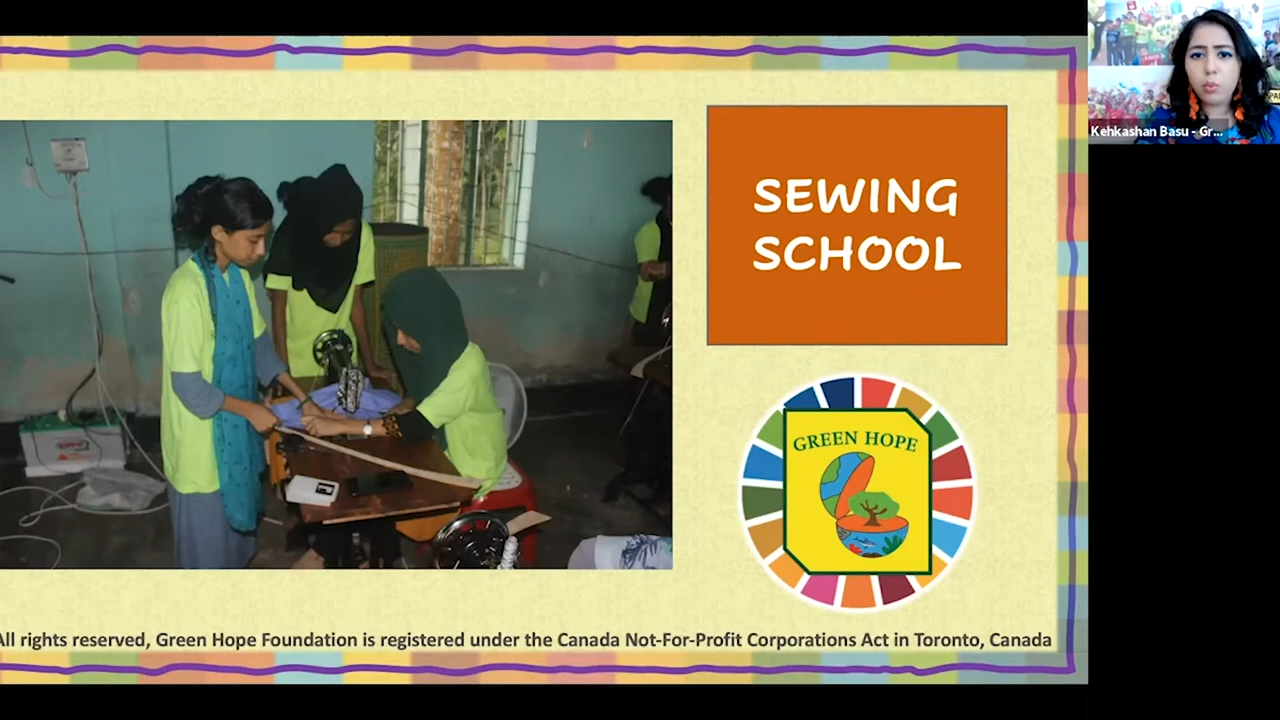 SEWING
SCHOOL
GREEN HOPE
Kehkashan Basu - Gr...
All rights reserved, Green Hope Foundation is registered under the Canada Not-For-Profit Corporations Act in Toronto, Canada